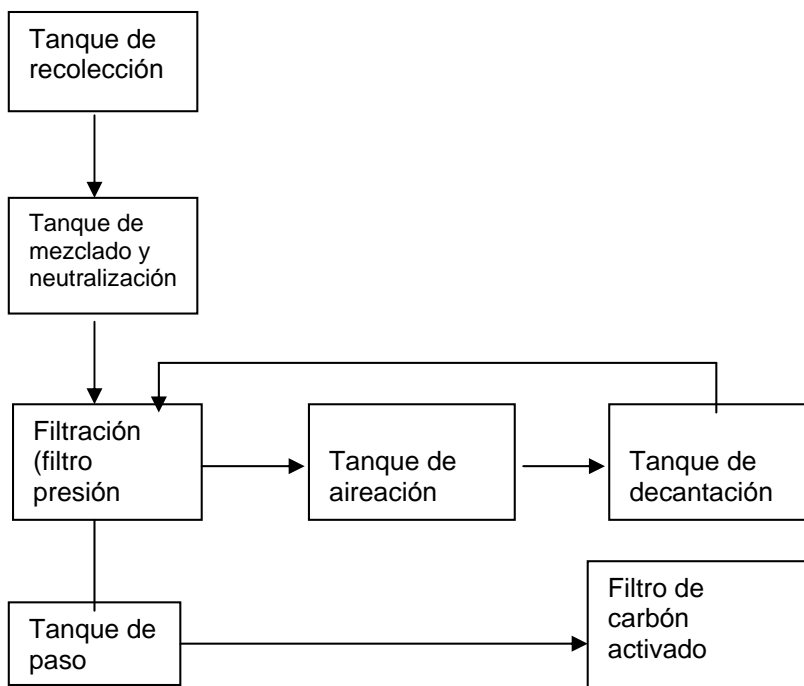 Tanque de
recolección
Tanque de
mezclado y
neutralización
Filtración
(filtro
presión
Tanque de
aireación
Tanque de
decantación
Tanque de
paso
Filtro de
carbón
activado